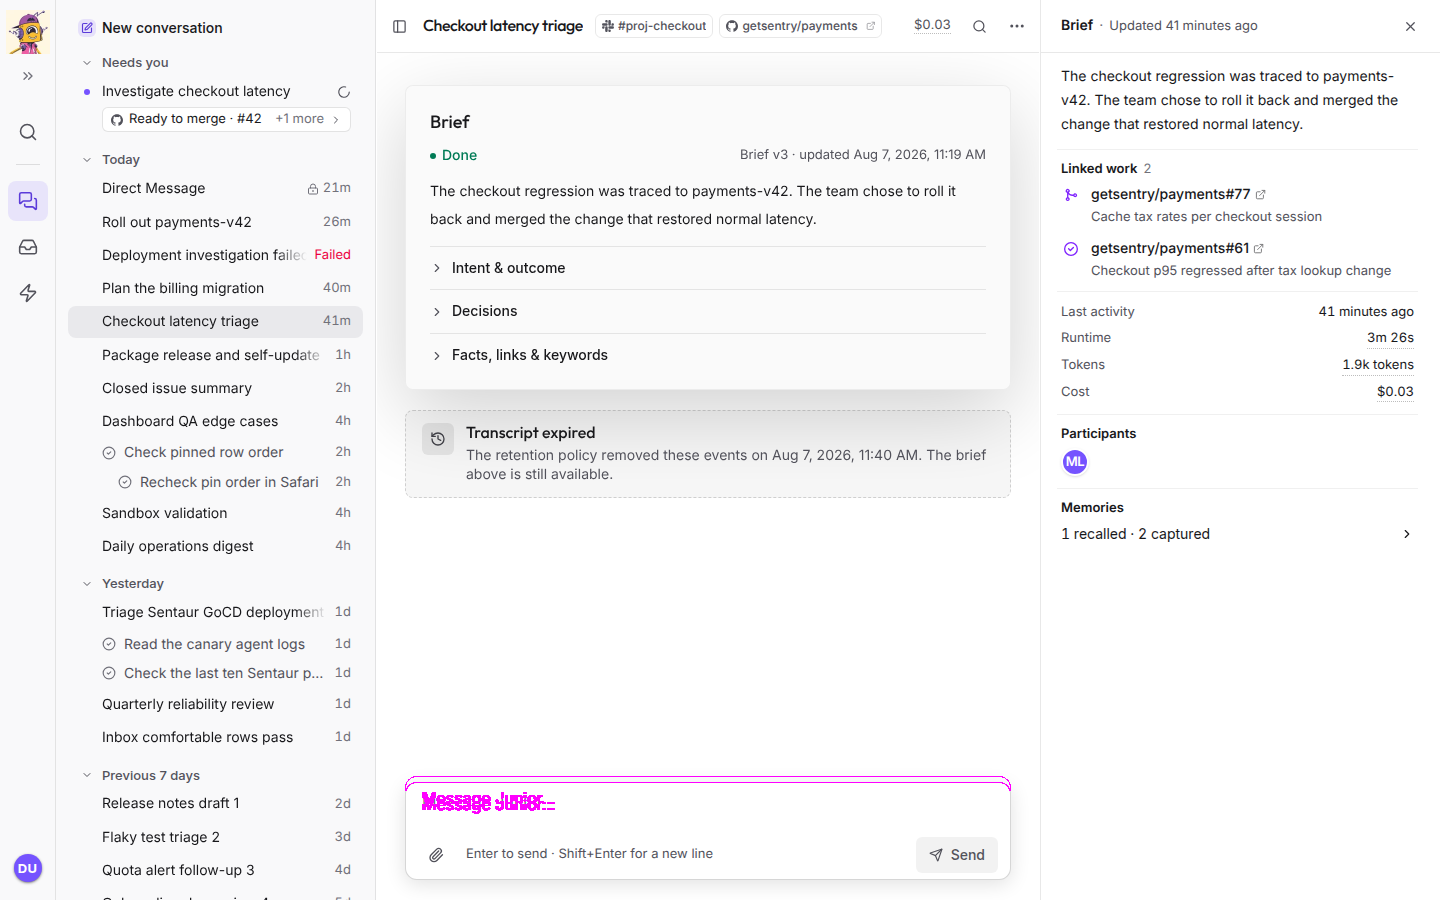 New conversation
Needs you
Investigate checkout latency
Ready to merge · #42 +1 more
Today
Direct Message 21m
Roll out payments-v42 26m
Deployment investigation failed Failed
Plan the billing migration 40m
Checkout latency triage 41m
Package release and self-update 1h
Closed issue summary 2h
Dashboard QA edge cases 4h
Check pinned row order 2h
Recheck pin order in Safari 2h
Sandbox validation 4h
Daily operations digest 4h
Yesterday
Triage Sentaur GoCD deployment 1d
Read the canary agent logs 1d
Check the last ten Sentaur p... 1d
Quarterly reliability review 1d
Inbox comfortable rows pass 1d
Previous 7 days
Release notes draft 1 2d
Flaky test triage 2 3d
Quota alert follow-up 3 4d
DU
Checkout latency triage #proj-checkout getsentry/payments $0.03
Brief
Done Brief v3 · updated Aug 7, 2026, 11:19 AM
The checkout regression was traced to payments-v42. The team chose to roll it
back and merged the change that restored normal latency.
Intent & outcome
Decisions
Facts, links & keywords
Transcript expired
The retention policy removed these events on Aug 7, 2026, 11:40 AM. The brief
above is still available.
Message Junior...
Enter to send · Shift+Enter for a new line
Send
Brief · Updated 41 minutes ago
The checkout regression was traced to payments-
v42. The team chose to roll it back and merged the
change that restored normal latency.
Linked work 2
getsentry/payments#77
Cache tax rates per checkout session
getsentry/payments#61
Checkout p95 regressed after tax lookup change
Last activity 41 minutes ago
Runtime 3m 26s
Tokens 1.9k tokens
Cost $0.03
Participants
ML
Memories
1 recalled · 2 captured